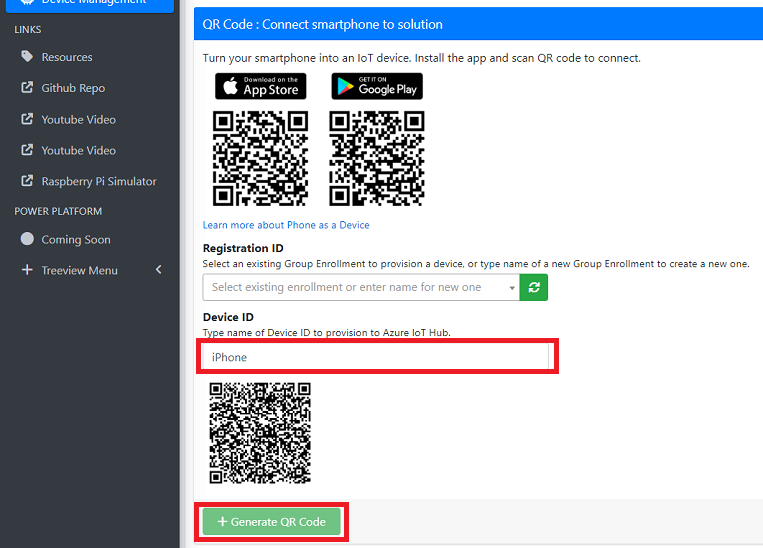 Device Management
LINKS
Resources
Github Repo
Youtube Video
Youtube Video
Raspberry Pi Simulator
POWER PLATFORM
Coming Soon
Treeview Menu
QR Code : Connect smartphone to solution
Turn your smartphone into an IoT device. Install the app and scan QR code to connect.
Download on the
App Store
GET IT ON
Google Play
Learn more about Phone as a Device
Registration ID
Select an existing Group Enrollment to provision a device, or type name of a new Group Enrollment to create a new one.
Select existing enrollment or enter name for new one
Device ID
Type name of Device ID to provision to Azure IoT Hub.
iPhone
Generate QR Code